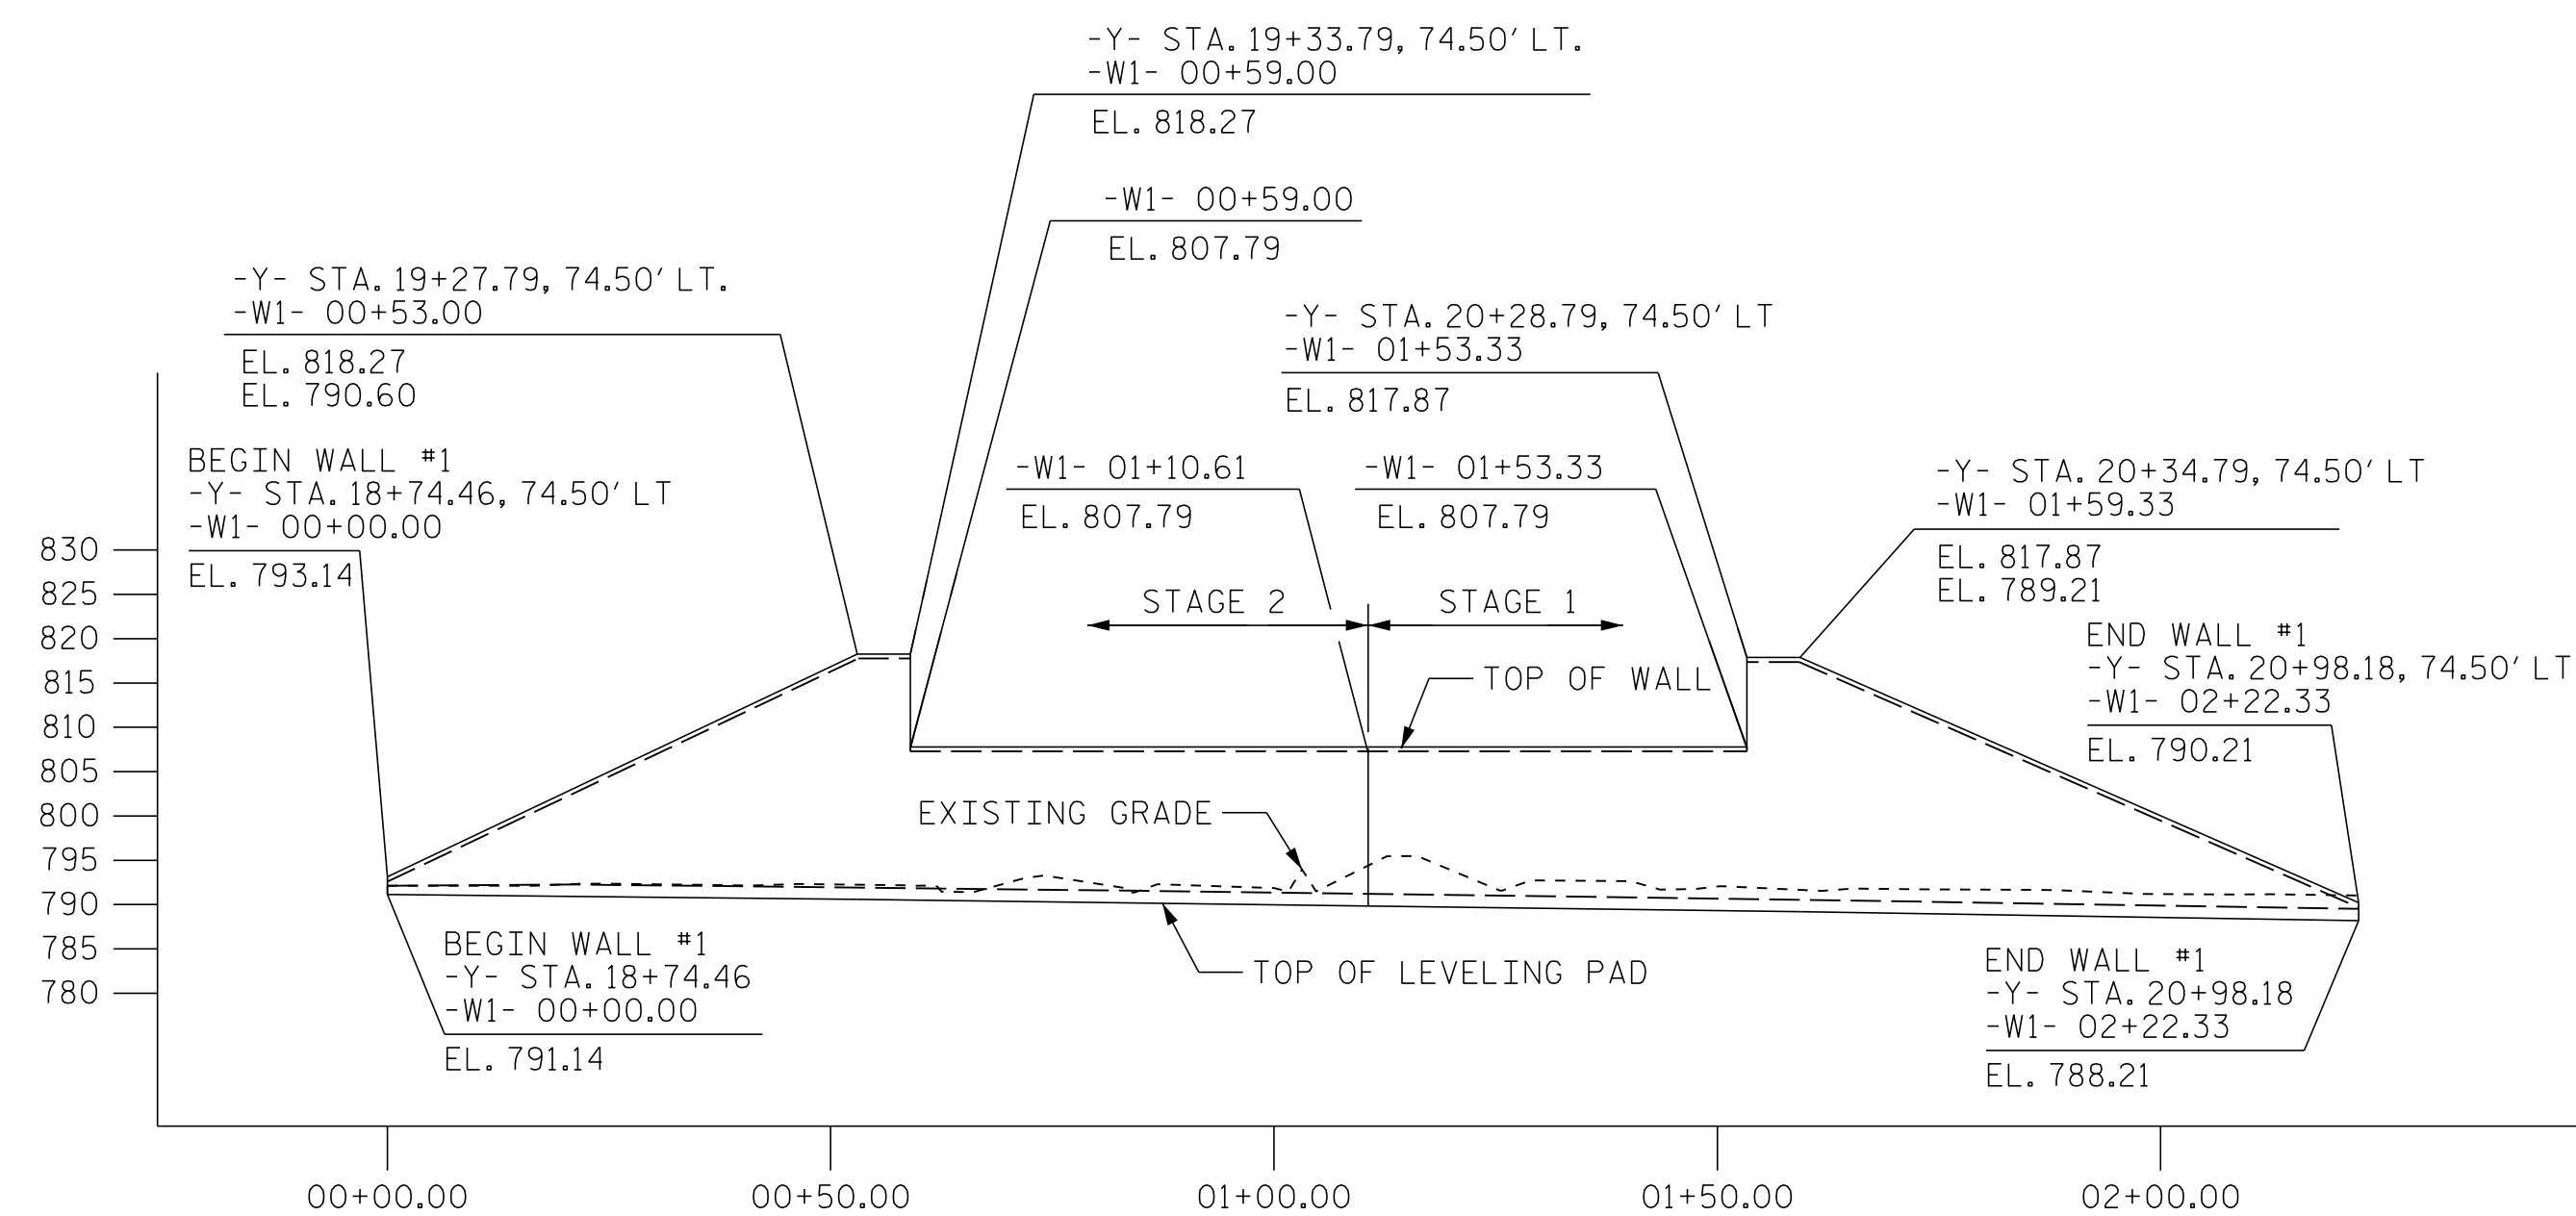 -Y- STA. 19+33.79, 74.50' LT.
-W1- 00+59.00
EL. 818.27
-W1- 00+59.00
EL. 807.79
-Y- STA. 19+27.79, 74.50' LT.
-W1- 00+53.00
EL. 818.27
EL. 790.60
-Y- STA. 20+28.79, 74.50' LT
-W1- 01+53.33
EL. 817.87
BEGIN WALL #1
-Y- STA. 18+74.46, 74.50' LT
-W1- 00+00.00
EL. 793.14
-W1- 01+10.61
EL. 807.79
-W1- 01+53.33
EL. 807.79
-Y- STA. 20+34.79, 74.50' LT
-W1- 01+59.33
EL. 817.87
EL. 789.21
STAGE 2
STAGE 1
END WALL #1
-Y- STA. 20+98.18, 74.50' LT
-W1- 02+22.33
EL. 790.21
TOP OF WALL
EXISTING GRADE
830
825
820
815
810
805
800
795
790
785
780
BEGIN WALL #1
-Y- STA. 18+74.46
-W1- 00+00.00
EL. 791.14
TOP OF LEVELING PAD
END WALL #1
-Y- STA. 20+98.18
-W1- 02+22.33
EL. 788.21
00+00.00
00+50.00
01+00.00
01+50.00
02+00.00